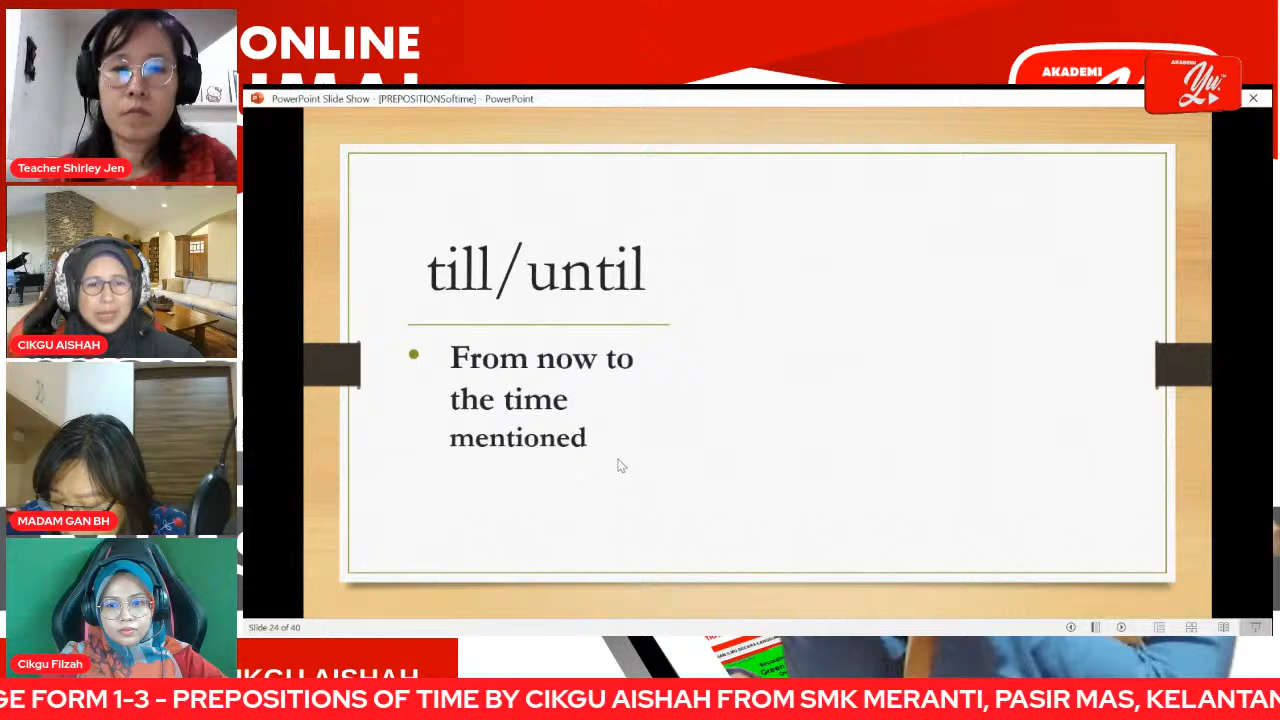 ONLINE
AKADEMI
AKADEMI
Yu
PowerPoint Slide Show - [PREPOSITIONSoftime] - PowerPoint
Teacher Shirley Jen
CIKGU AISHAH
MADAM GAN BH
Cikgu Filzah
till/until
From now to
the time
mentioned
Slide 24 of 40
GE FORM 1-3 - PREPOSITIONS OF TIME BY CIKGU AISHAH FROM SMK MERANTI, PASIR MAS, KELANTAN